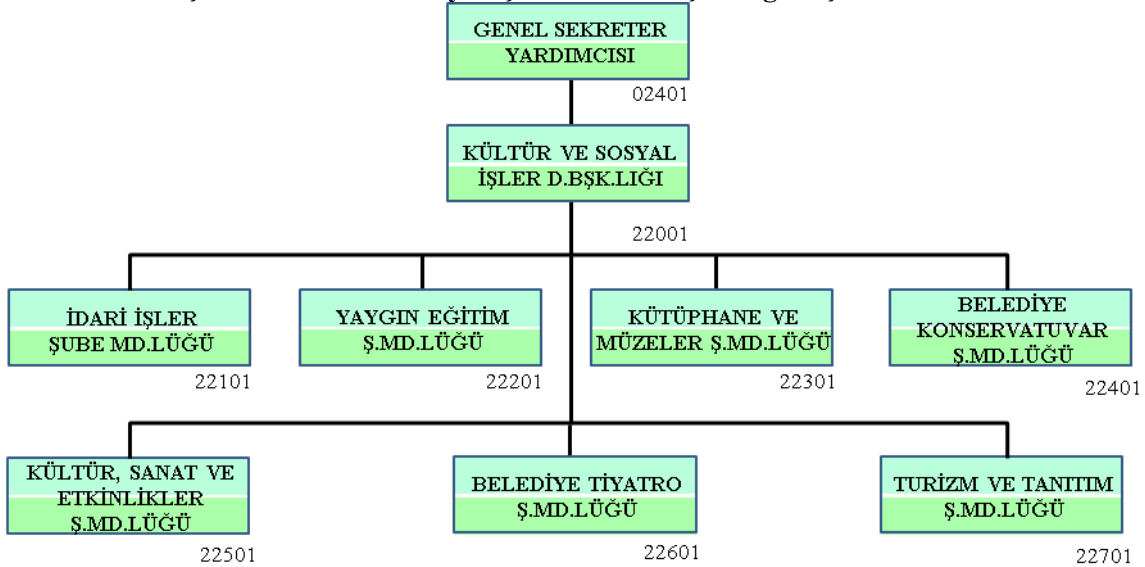 GENEL SEKRETER
YARDIMCISI
02401
KÜLTÜR VE SOSYAL
İŞLER D.BŞK.LIĞI
22001
İDARİ İŞLER
ŞUBE MD.LÜĞÜ
22101
YAYGIN EĞİTİM
Ş.MD.LÜĞÜ
22201
KÜTÜPHANE VE
MÜZELER Ş.MD.LÜĞÜ
22301
BELEDİYE
KONSERVATUVAR
Ş.MD.LÜĞÜ
22401
KÜLTÜR, SANAT VE
ETKİNLİKLER
Ş.MD.LÜĞÜ
22501
BELEDİYE TİYATRO
Ş.MD.LÜĞÜ
22601
TURİZM VE TANITIM
Ş.MD.LÜĞÜ
22701